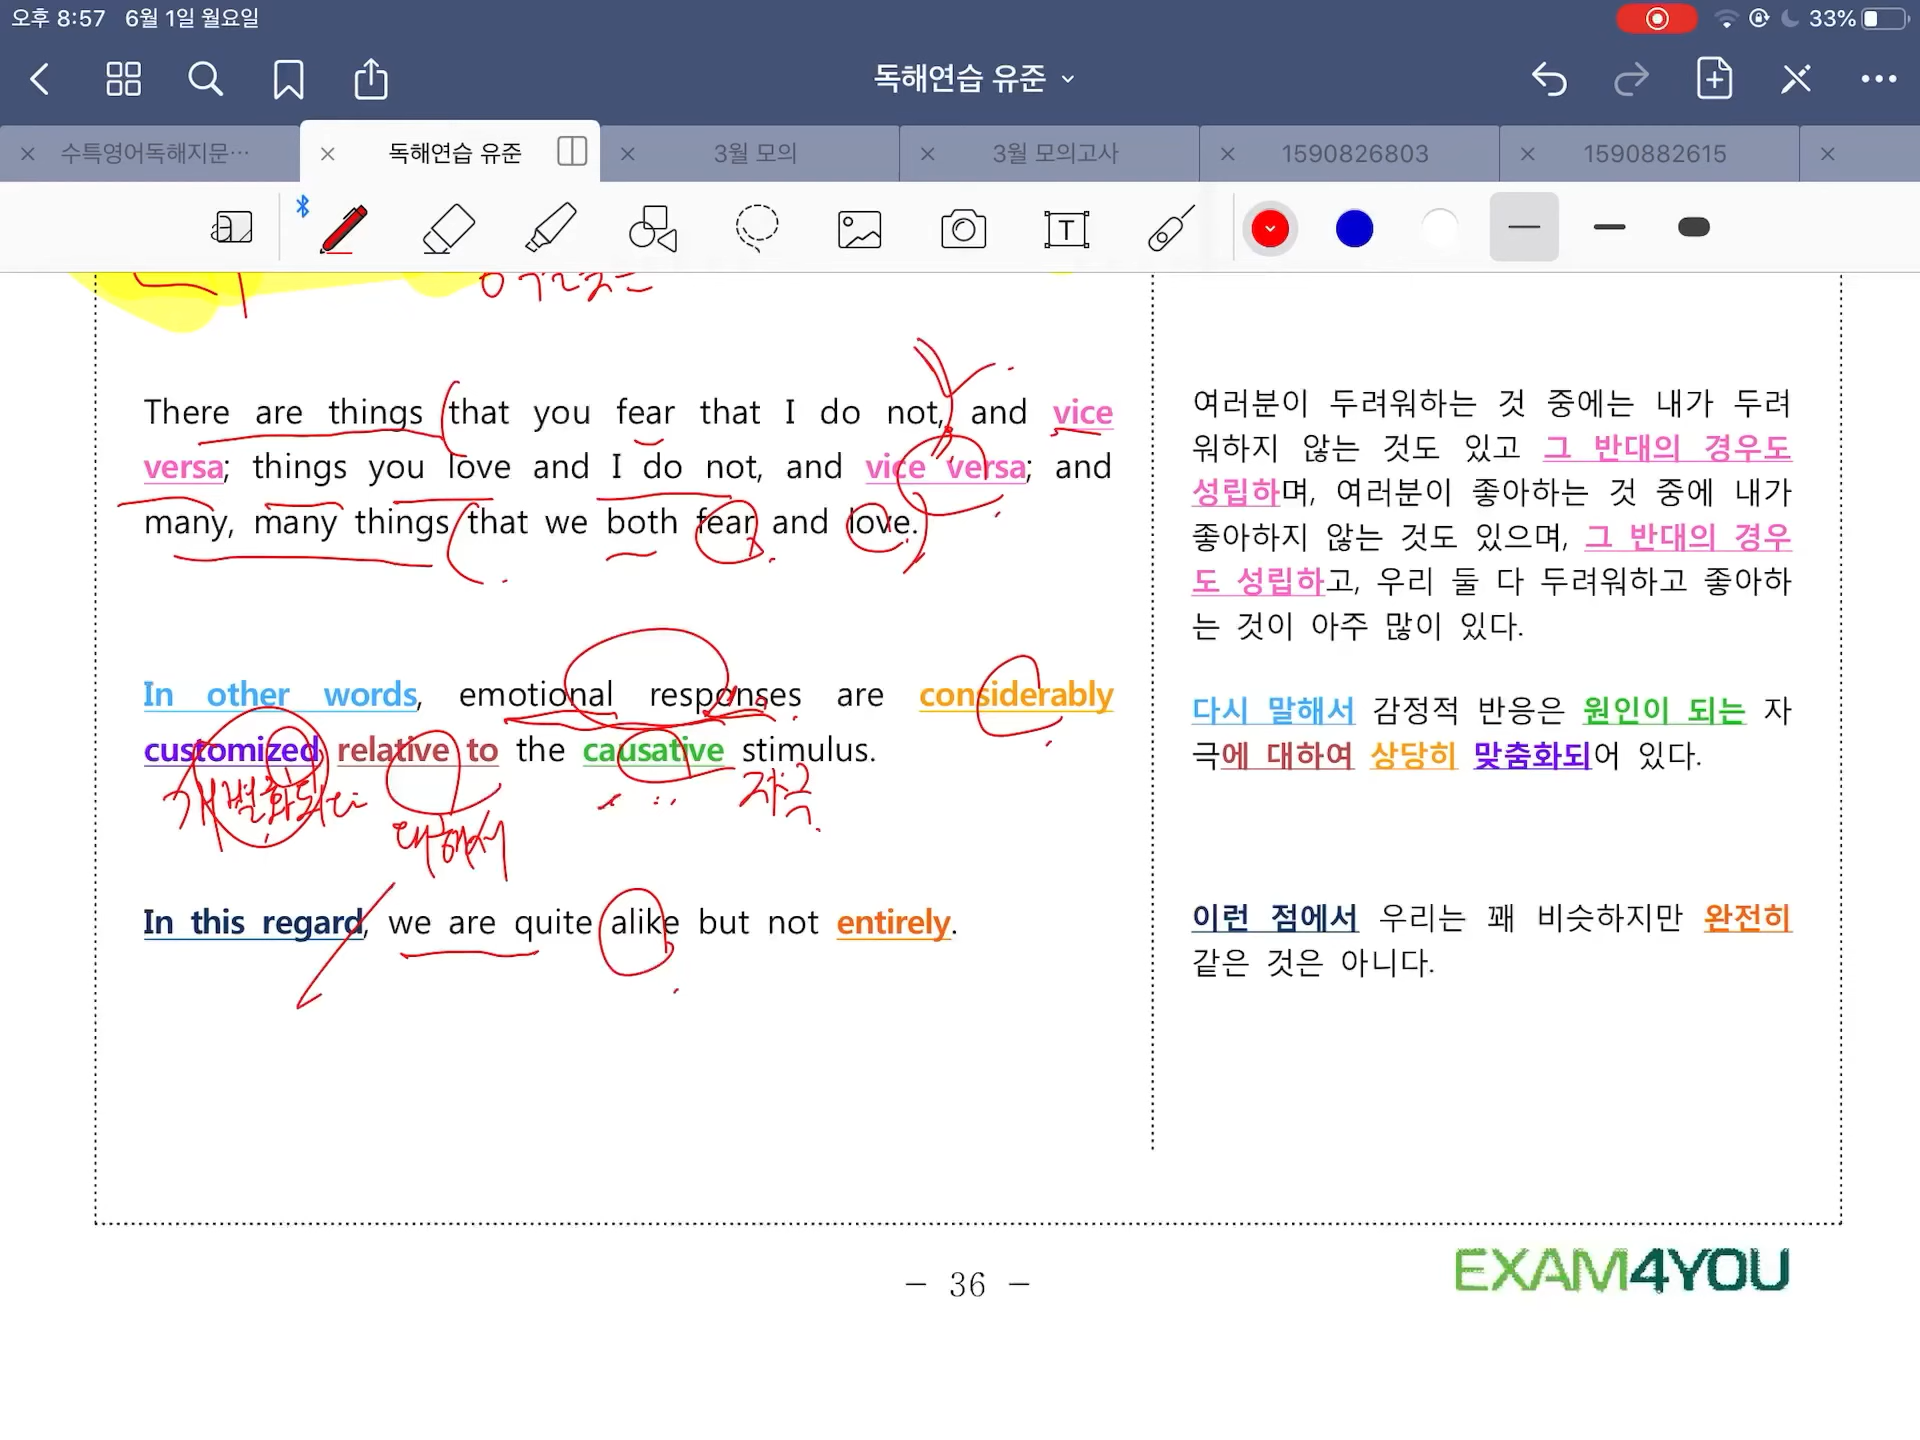 오후 8:57 6월 1일 월요일
33%
독해연습 유준
수특영어독해지문…
독해연습 유준
3월 모의
3월 모의고사
1590826803
1590882615
There are things that you fear that I do not, and vice
versa; things you love and I do not, and vice versa; and
many, many things that we both fear and love.
In other words, emotional responses are considerably
customized relative to the causative stimulus.
개별화되다
대해서
자극
In this regard, we are quite alike but not entirely.
여러분이 두려워하는 것 중에는 내가 두려
워하지 않는 것도 있고 그 반대의 경우도
성립하며, 여러분이 좋아하는 것 중에 내가
좋아하지 않는 것도 있으며, 그 반대의 경우
도 성립하고, 우리 둘 다 두려워하고 좋아하
는 것이 아주 많이 있다.
다시 말해서 감정적 반응은 원인이 되는 자
극에 대하여 상당히 맞춤화되어 있다.
이런 점에서 우리는 꽤 비슷하지만 완전히
같은 것은 아니다.
- 36 -
EXAM4YOU